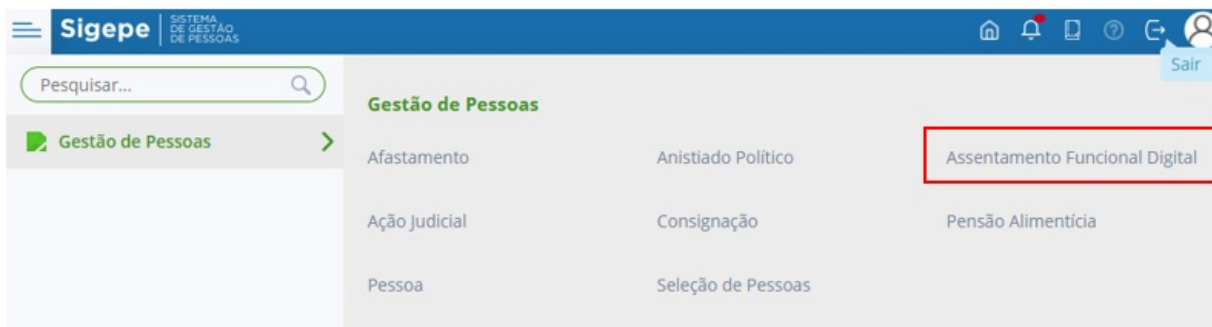 Sigepe
SISTEMA
DE GESTÃO
DE PESSOAS
Sair
Pesquisar...
Gestão de Pessoas
Gestão de Pessoas
Afastamento
Anistiado Político
Assentamento Funcional Digital
Ação Judicial
Consignação
Pensão Alimentícia
Pessoa
Seleção de Pessoas